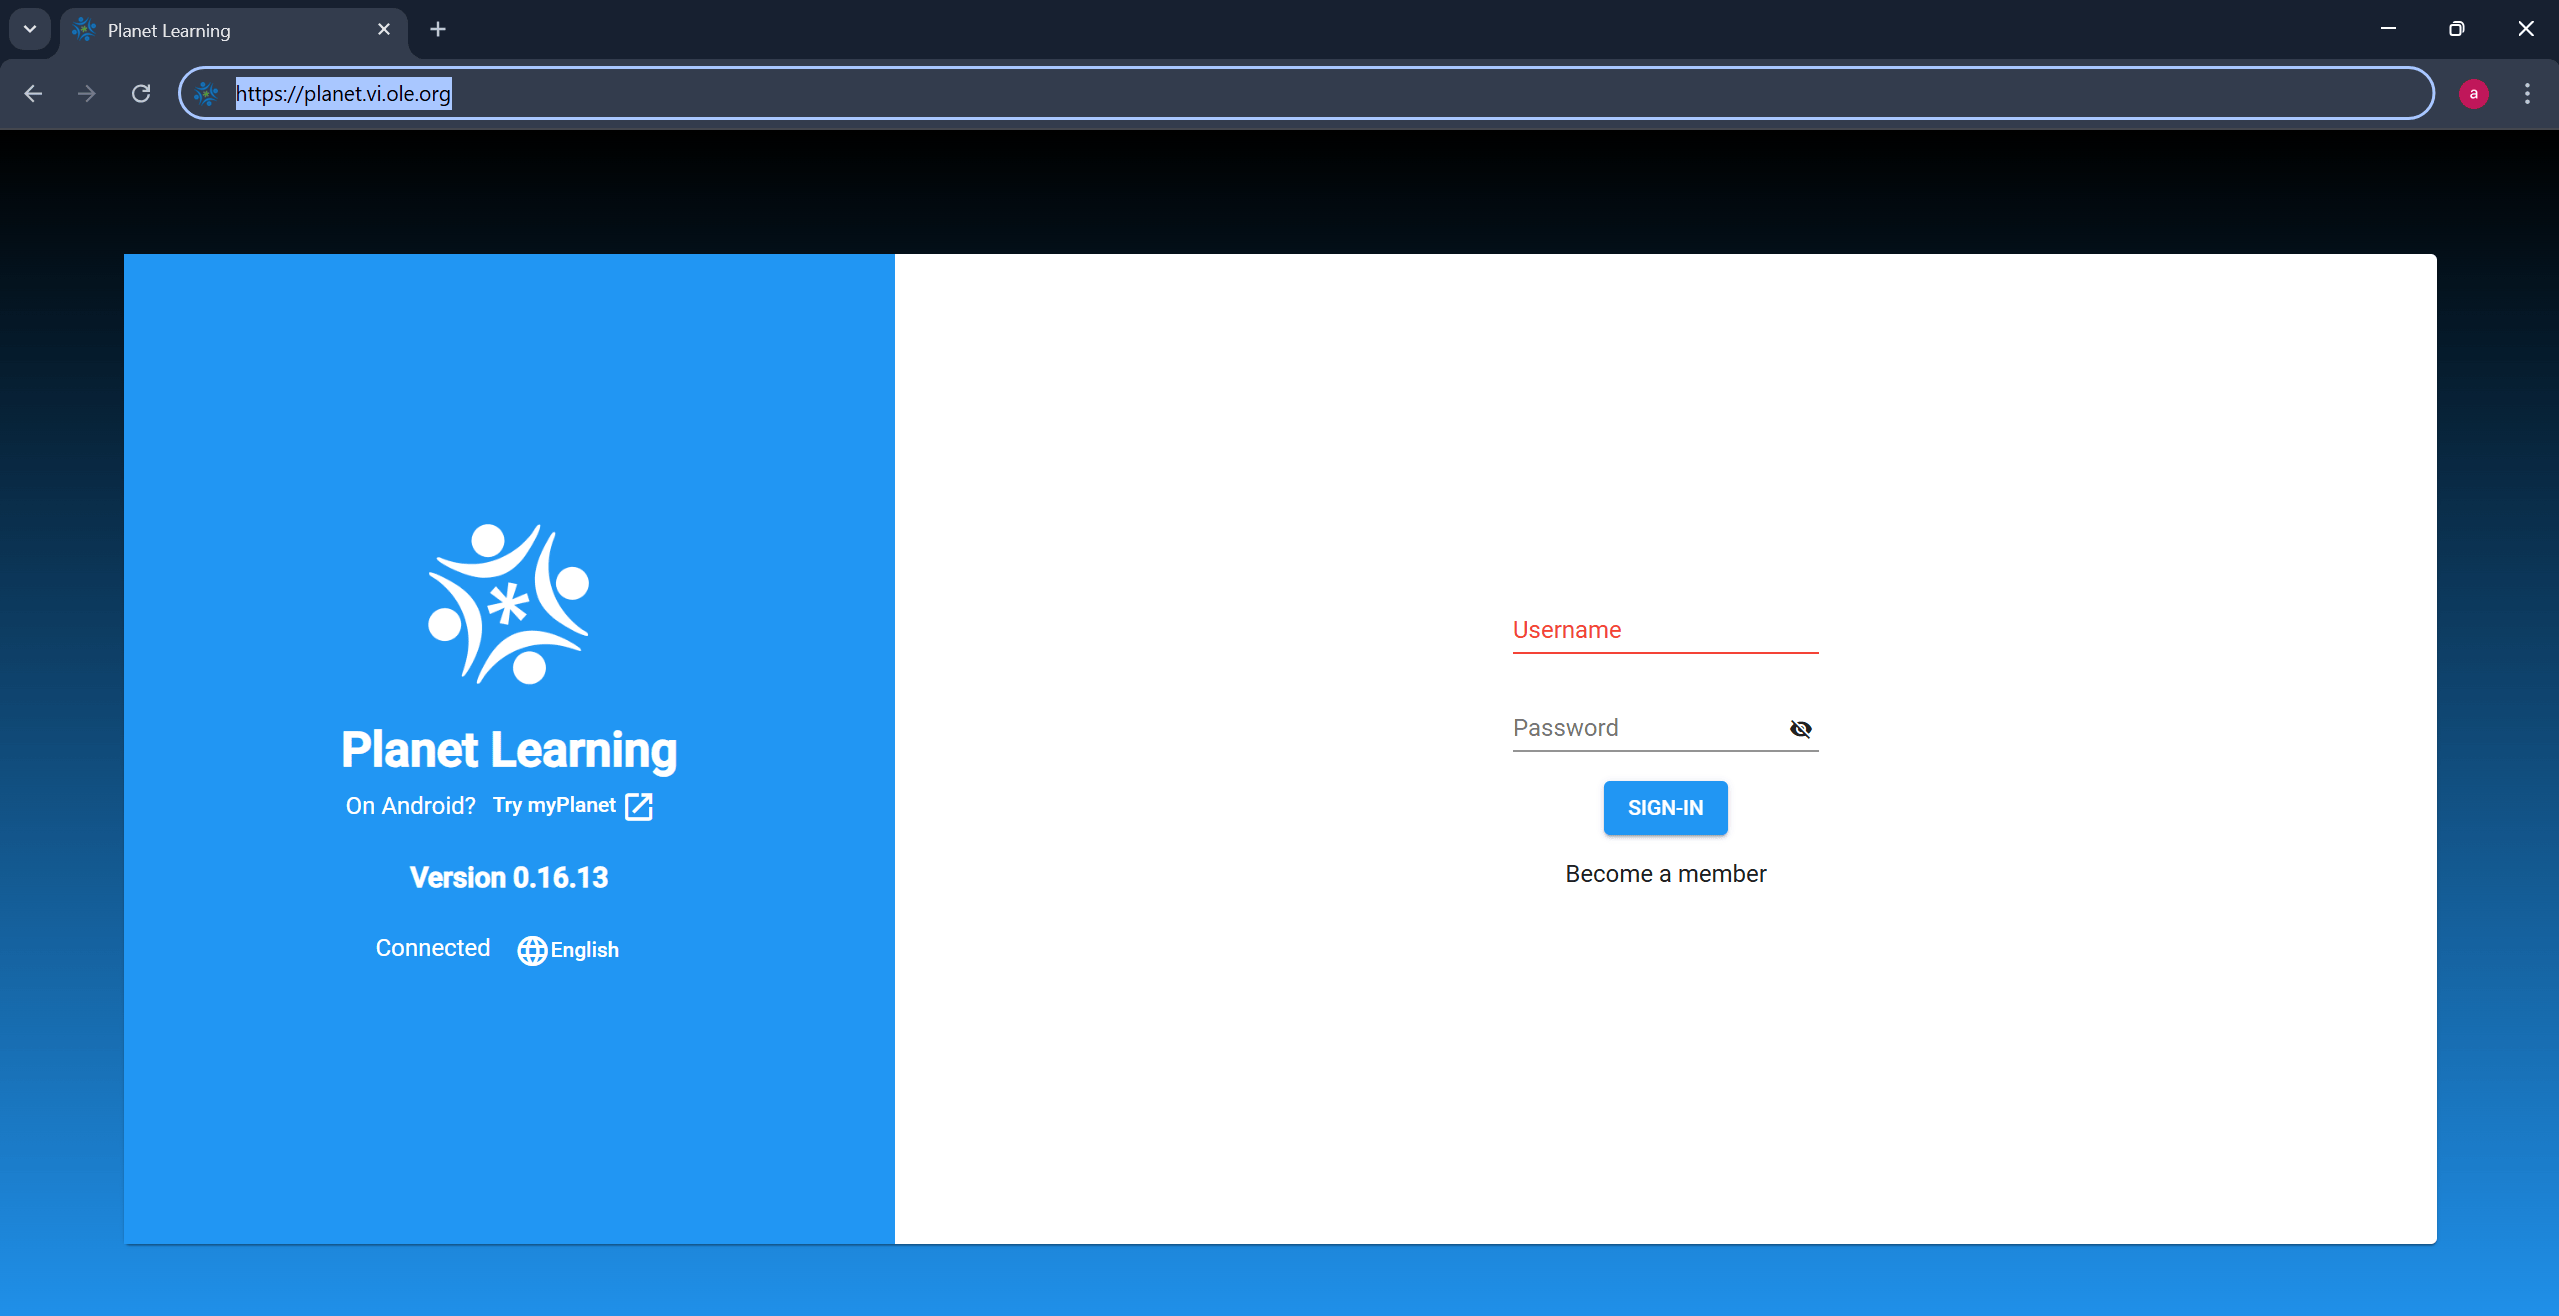 Planet Learning
https://planet.vi.ole.org
a
Planet Learning
On Android? Try myPlanet
Version 0.16.13
Connected English
Username
Password
SIGN-IN
Become a member